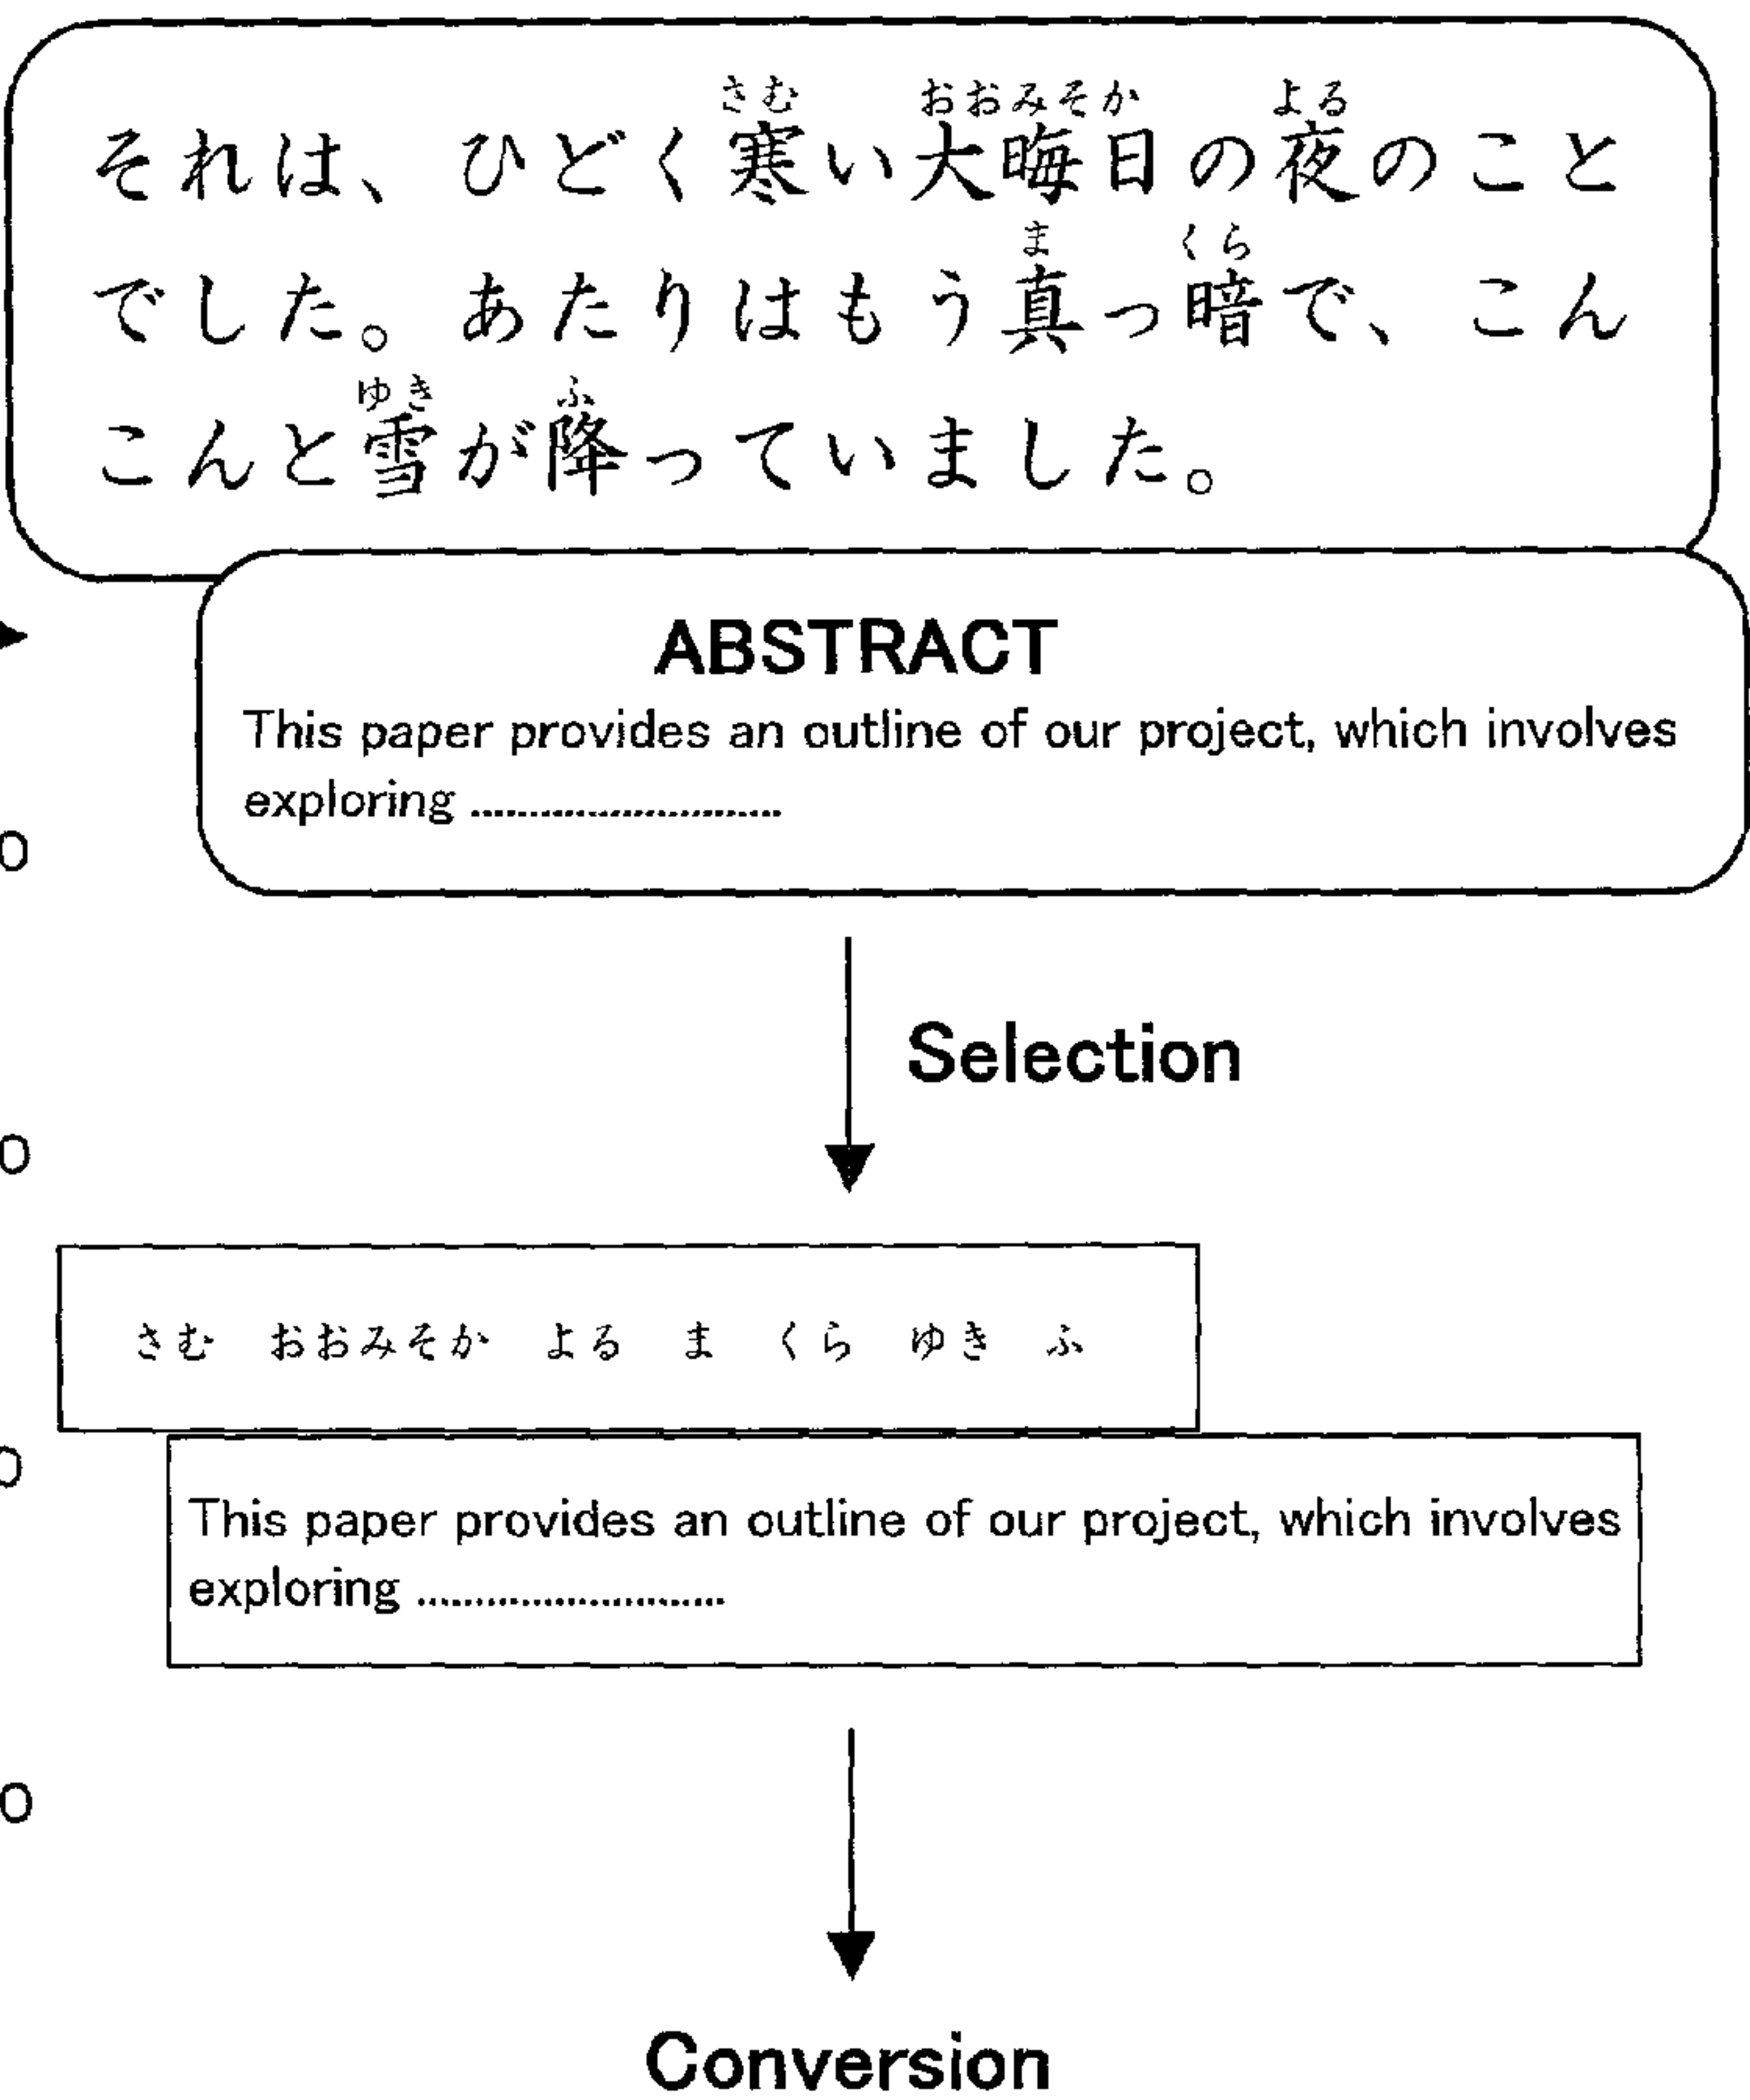 さむ おおみそか よる
それは、ひどく寒い大晦日の夜のこと
ま くら
でした。あたりはもう真っ暗で、こん
ゆき ふ
こんと雪が降っていました。
ABSTRACT
This paper provides an outline of our project, which involves
exploring ..........................
Selection
さむ おおみそか よる ま くら ゆき ふ
This paper provides an outline of our project, which involves
exploring ..........................
Conversion